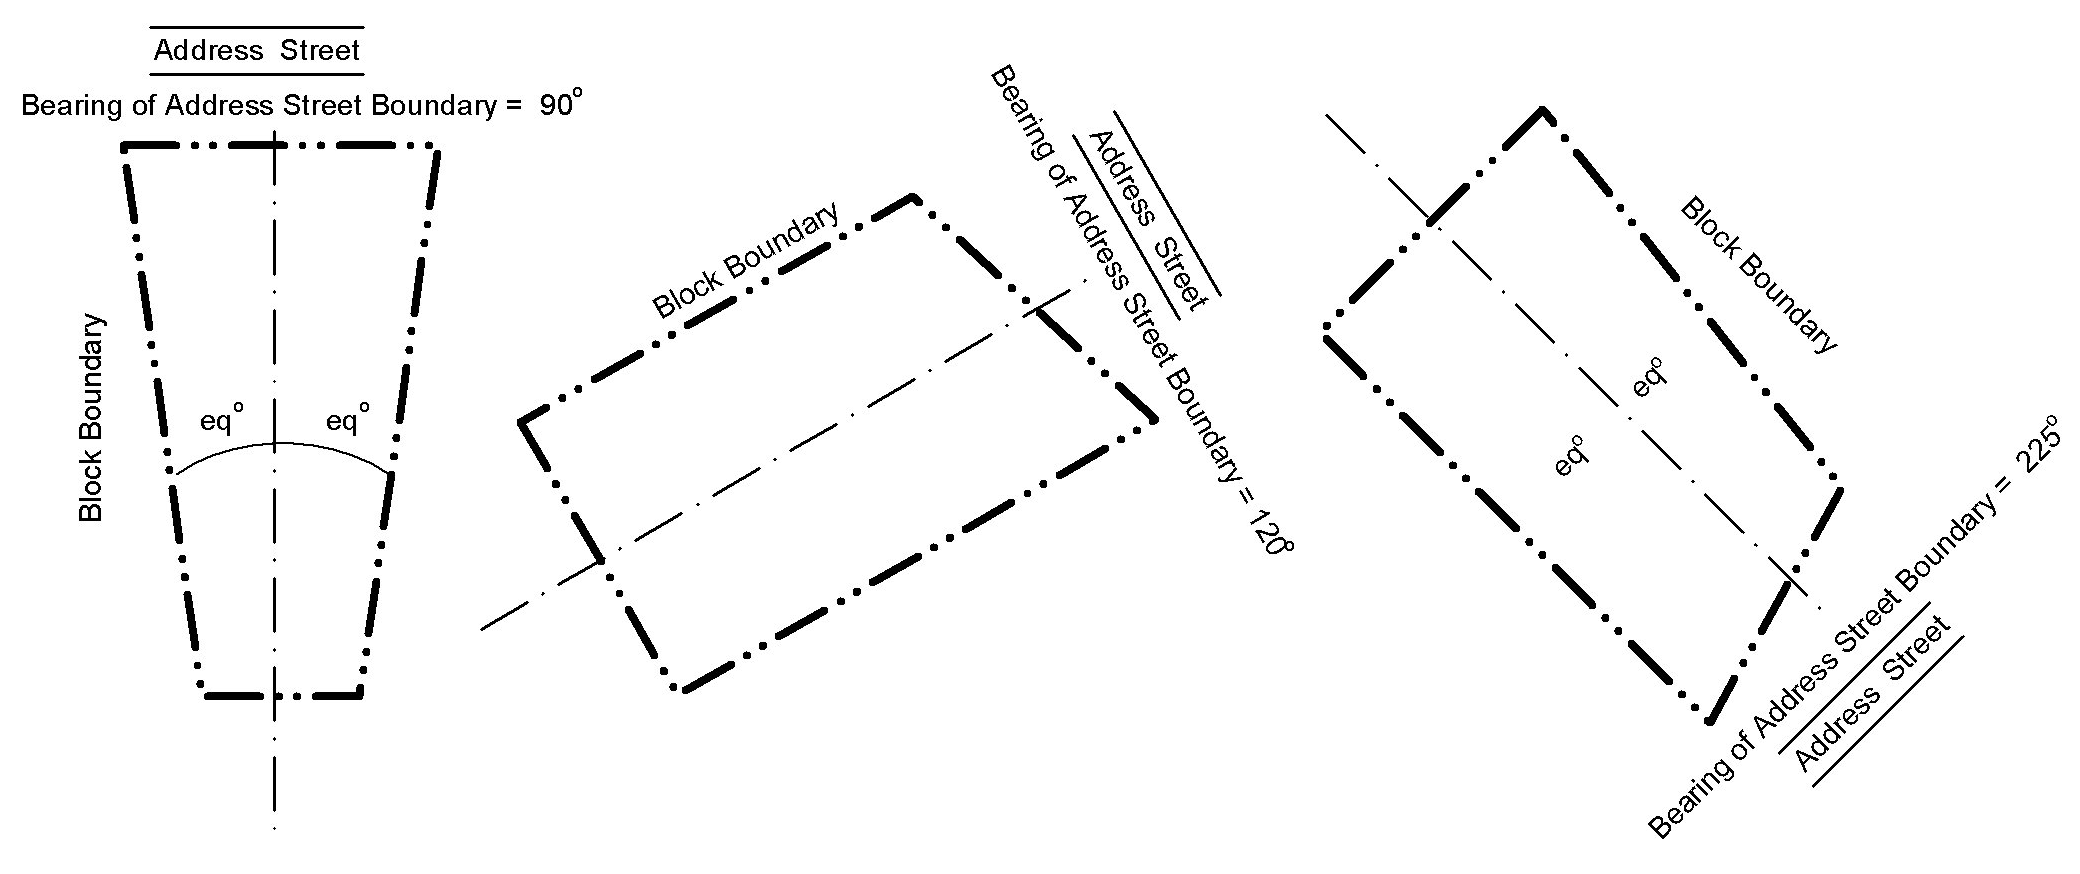 Address Street
Bearing of Address Street Boundary = 90°
Block Boundary
eq°
eq°
Block Boundary
Bearing of Address Street Boundary = 120°
Address Street
Block Boundary
eq°
eq°
Bearing of Address Street Boundary = 225°
Address Street